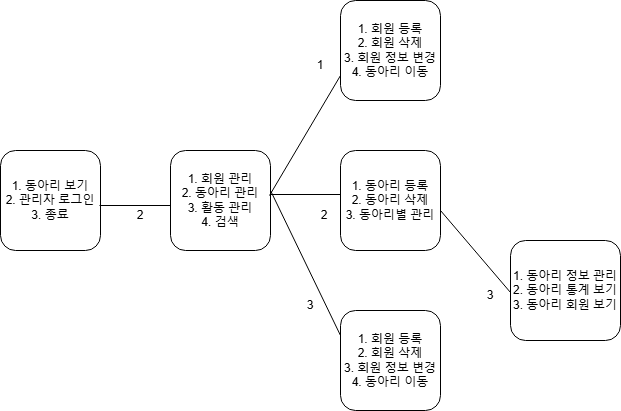 1. 동아리 보기
2. 관리자 로그인
3. 종료
2
1. 회원 관리
2. 동아리 관리
3. 활동 관리
4. 검색
1
1. 회원 등록
2. 회원 삭제
3. 회원 정보 변경
4. 동아리 이동
2
1. 동아리 등록
2. 동아리 삭제
3. 동아리별 관리
3
1. 동아리 정보 관리
2. 동아리 통계 보기
3. 동아리 회원 보기
3
1. 회원 등록
2. 회원 삭제
3. 회원 정보 변경
4. 동아리 이동